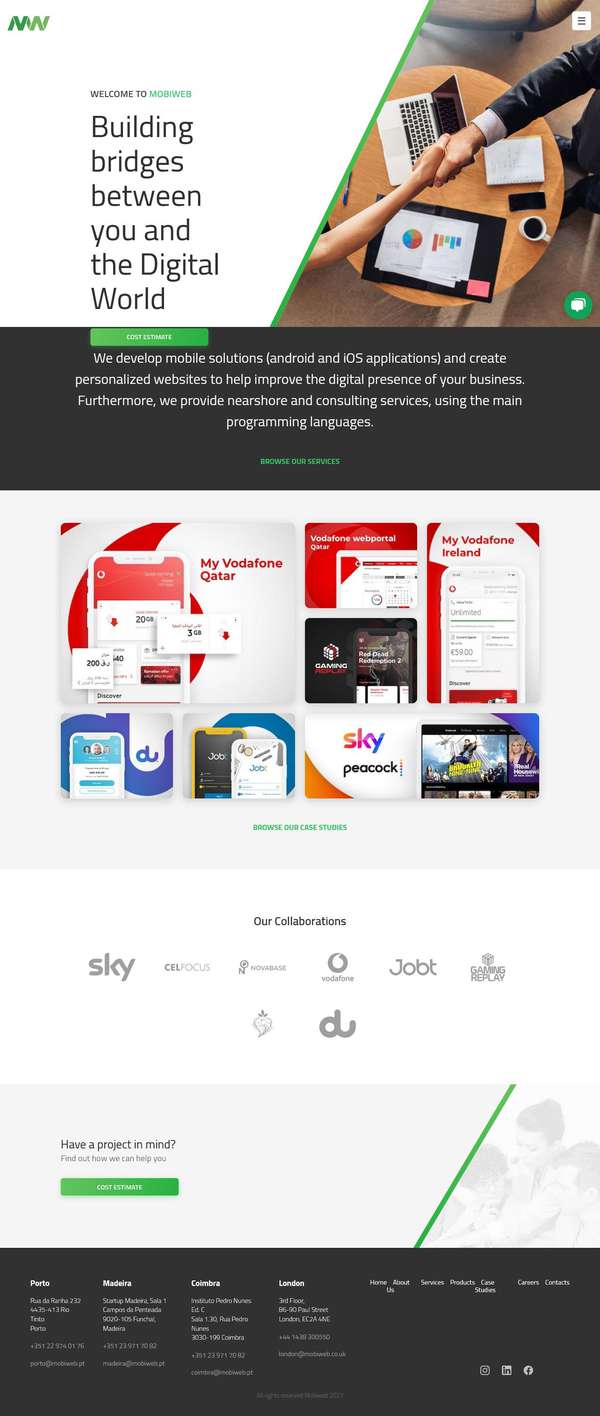 WELCOME TO MOBIWEB
Building
bridges
between
you and
the Digital
World
COST ESTIMATE
We develop mobile solutions (android and iOS applications) and create
personalized websites to help improve the digital presence of your business.
Furthermore, we provide nearshore and consulting services, using the main
programming languages.
BROWSE OUR SERVICES
My Vodafone
Qatar
20GB
3 GB
200
Discover
Vodafone webportal
Qatar
My Vodafone
Ireland
Unlimited
€59.00
Discover
GAMING
REPLAY
Red Dead
Redemption 2
du
Jobt
Jobt
sky
peacock
BROOKLYN
NINE-NINE
Real
Housewives
BROWSE OUR CASE STUDIES
Our Collaborations
sky
CELFOCUS
NOVABASE
vodafone
Jobt
GAMING
REPLAY
du
Have a project in mind?
Find out how we can help you
COST ESTIMATE
Porto
Rua da Ranha 232
4435-413 Rio
Tinto
Porto
+351 22 974 01 76
porto@mobiweb.pt
Madeira
Startup Madeira, Sala 1
Campos da Penteada
9020-105 Funchal,
Madeira
+351 23 971 70 82
madeira@mobiweb.pt
Coimbra
Instituto Pedro Nunes
Ed. C
Sala 1.30, Rua Pedro
Nunes
3030-199 Coimbra
+351 23 971 70 82
coimbra@mobiweb.pt
London
3rd Floor,
86-90 Paul Street
London, EC2A 4NE
+44 1438 300550
london@mobiweb.co.uk
Home About Us Services Products Case Studies Careers Contacts
All rights reserved Mobiweb 2021